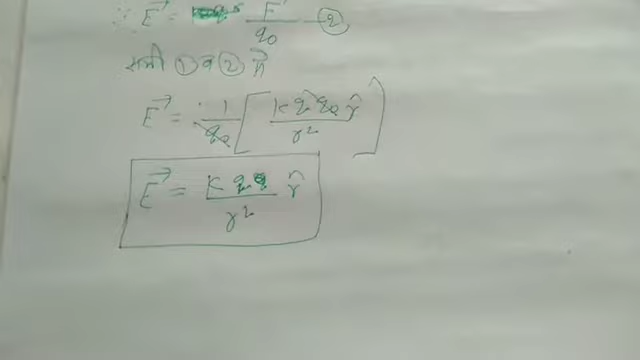 ∵ E⃗ = F / q₀ —②
समी ① व ② से
E⃗ = 1/q₀ [ K q q₀ r̂ / r² ]
E⃗ = K q / r² r̂